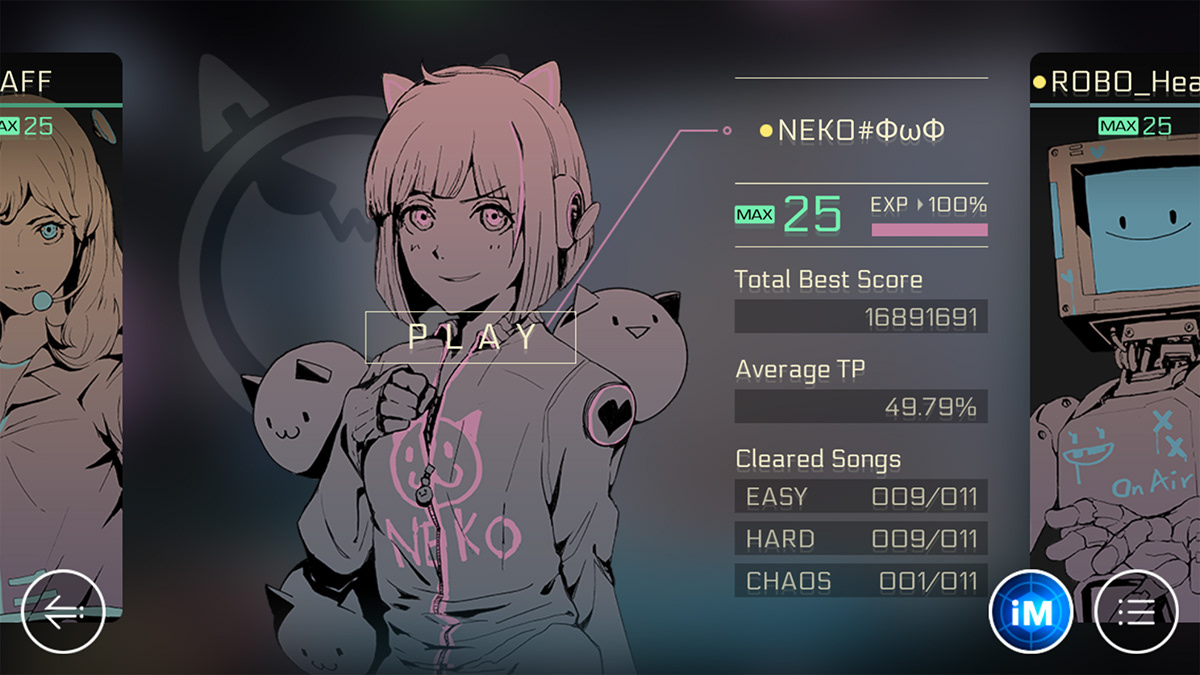 AFF
MAX 25
PLAY
NEKO
NEKO#ΦωΦ
MAX 25
EXP 100%
Total Best Score
16891691
Average TP
49.79%
Cleared Songs
EASY 009/011
HARD 009/011
CHAOS 001/011
ROBO_Hea
MAX 25
On Air
iM